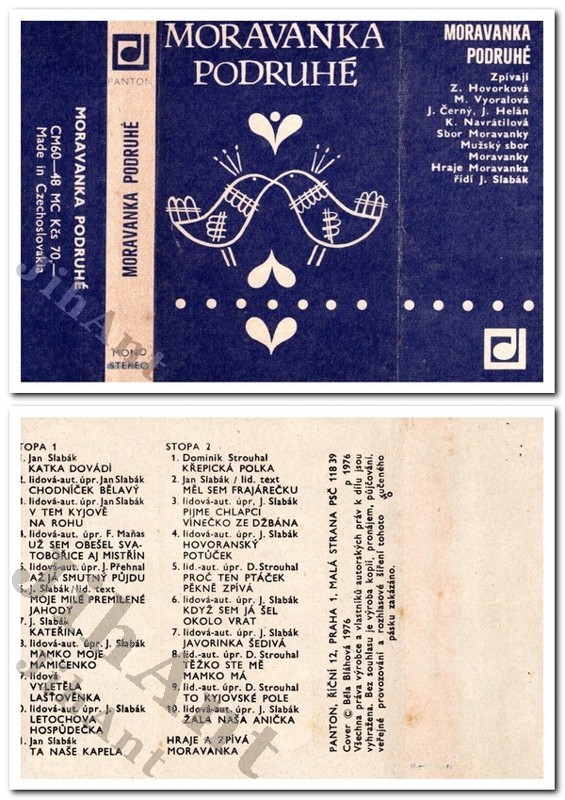 MORAVANKA PODRUHÉ
CM60—48 MC Kčs 70,—
Made in Czechoslovakia
PANTON
MORAVANKA PODRUHÉ
MONO
STEREO
MORAVANKA
PODRUHÉ
MORAVANKA
PODRUHÉ
Zpívají
Z. Hovorková
M. Vyoralová
J. Černý, J. Helán
K. Navrátilová
Sbor Moravanky
Mužský sbor
Moravanky
Hraje Moravanka
řídí J. Slabák
TOPA 1
1. Jan Slabák
KATKA DOVÁDÍ
2. lidová-aut. úpr. Jan Slabák
CHODNÍČEK BĚLAVÝ
3. lidová-aut. úpr. Jan Slabák
V TEM KYJOVĚ
NA ROHU
4. lidová-aut. úpr. F. Maňas
UŽ SEM OBEŠEL SVA-
TOBOŘICE AJ MISTŘÍN
5. lidová-aut. úpr. J. Přehnal
AŽ JÁ SMUTNÝ PŮJDU
6. J. Slabák/lid. text
MOJE MILÉ PREMILENÉ
JAHODY
7. J. Slabák
KATEŘINA
8. lidová-aut. úpr. J. Slabák
MAMKO MOJE
MAMIČENKO
9. lidová
VYLETĚLA
LAŠŤOVĚNKA
10. lidová-aut. úpr. J. Slabák
LETOCHOVA
HOSPŮDEČKA
11. Jan Slabák
TA NAŠE KAPELA
STOPA 2
1. Dominik Strouhal
KŘEPICKÁ POLKA
2. Jan Slabák / lid. text
MĚL SEM FRAJÁREČKU
3. lidová-aut. úpr. J. Slabák
PIJME CHLAPCI
VÍNEČKO ZE DŽBÁNA
4. lidová-aut. úpr. J. Slabák
HOVORANSKÝ
POTŮČEK
5. lid.-aut. úpr. D. Strouhal
PROČ TEN PTÁČEK
PĚKNĚ ZPÍVÁ
6. lidová-aut. úpr. J. Slabák
KDYŽ SEM JÁ ŠEL
OKOLO VRAT
7. lidová-aut. úpr. J. Slabák
JAVORINKA ŠEDIVÁ
8. lidová-aut. úpr. D. Strouhal
TĚŽKO STE MĚ
MAMKO MÁ
9. lid.-aut. úpr. D. Strouhal
TO KYJOVSKÉ POLE
10. lidová-aut. úpr. J. Slabák
ŽALA NAŠA ANIČKA
HRAJE A ZPÍVÁ
MORAVANKA
PANTON, ŘÍČNÍ 12, PRAHA 1, MALÁ STRANA PSČ 118 39
Cover © Běla Bláhová 1976 p 1976
Všechna práva výrobce a vlastníků autorských práv k dílu jsou
vyhražena. Bez souhlasu je výroba kopií, pronájem, půjčování,
veřejné provozování a rozhlasové šíření tohoto zvučeného
pásku zakázáno.
JihAnt
JihAnt
JihAnt